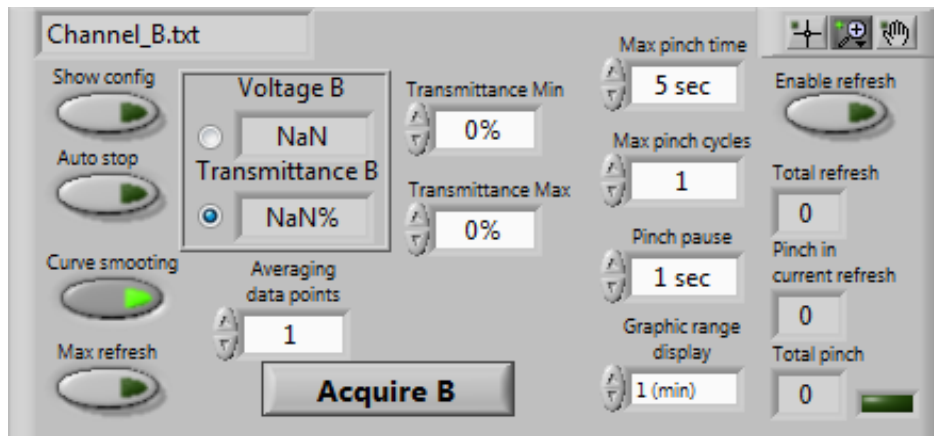 Channel_B.txt
Show config
Auto stop
Curve smooting
Max refresh
Voltage B
NaN
Transmittance B
NaN%
Averaging
data points
1
Acquire B
Transmittance Min
0%
Transmittance Max
0%
Max pinch time
5 sec
Max pinch cycles
1
Pinch pause
1 sec
Graphic range
display
1 (min)
Enable refresh
Total refresh
0
Pinch in
current refresh
0
Total pinch
0